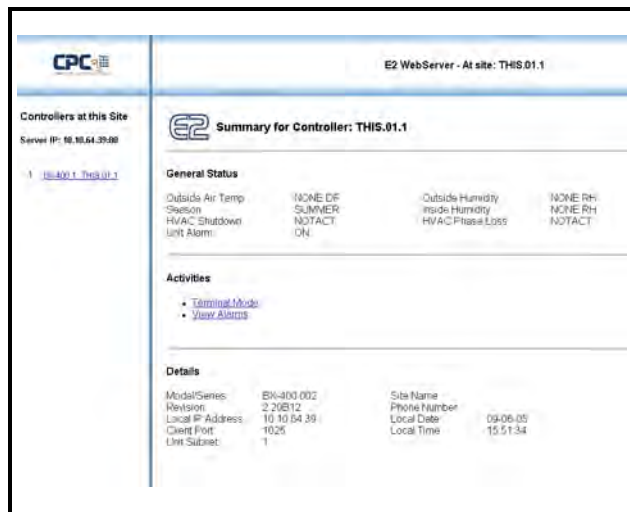 CPC
E2 WebServer - At site: THIS.01.1
Controllers at this Site
Server IP: 10.10.64.39:80
1 BX-400 1 THIS.01.1
E2 Summary for Controller: THIS.01.1
General Status
Outside Air Temp NONE DF Outside Humidity NONE RH
Season SUMMER Inside Humidity NONE RH
HVAC Shutdown NOTACT HVAC Phase Loss NOTACT
Unit Alarm ON
Activities
Terminal Mode
View Alarms
Details
Model/Series BX-400 002 Site Name
Revision 2.20B12 Phone Number
Local IP Address 10.10.64.39 Local Date 09-06-05
Client Port 1025 Local Time 15:51:34
Unit Subnet 1